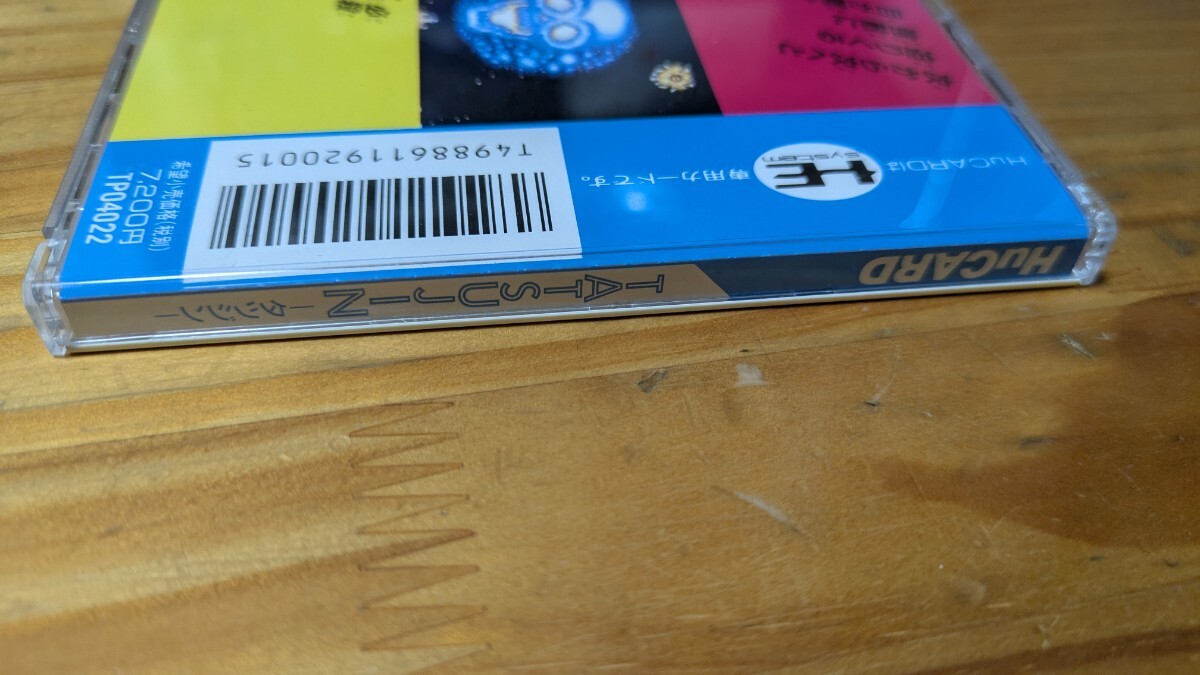 HuCARD
TATSUJIN
－タツジン－
HuCARDは
HE
system
専用カードです。
T4988611920015
希望小売価格(税別)
7,200円
TP04022